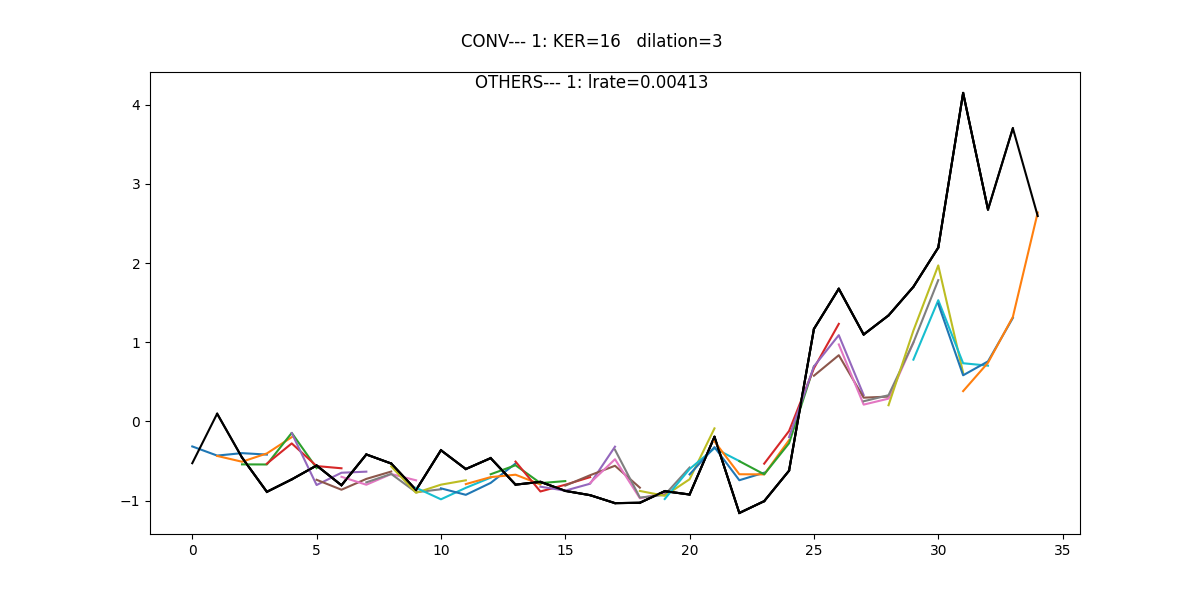 CONV--- 1: KER=16   dilation=3
OTHERS--- 1: lrate=0.00413
4
3
2
1
0
−1
0 5 10 15 20 25 30 35